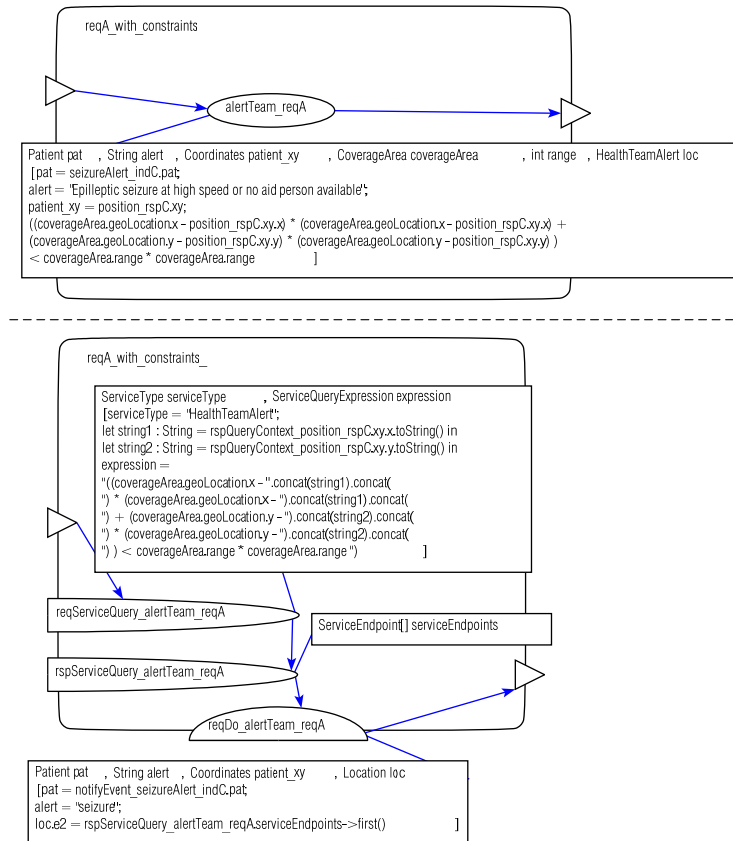 reqA_with_constraints
alertTeam_reqA
Patient pat , String alert , Coordinates patient_xy , CoverageArea coverageArea , int range , HealthTeamAlert loc
[pat = seizureAlert_indC.pat;
alert = "Epilleptic seizure at high speed or no aid person available";
patient_xy = position_rspC.xy;
((coverageArea.geoLocation.x – position_rspC.xy.x) * (coverageArea.geoLocation.x – position_rspC.xy.x) +
(coverageArea.geoLocation.y – position_rspC.xy.y) * (coverageArea.geoLocation.y – position_rspC.xy.y) )
< coverageArea.range * coverageArea.range ]
reqA_with_constraints_
ServiceType serviceType , ServiceQueryExpression expression
[serviceType = "HealthTeamAlert";
let string1 : String = rspQueryContext_position_rspC.xy.x.toString() in
let string2 : String = rspQueryContext_position_rspC.xy.y.toString() in
expression =
"((coverageArea.geoLocation.x – ".concat(string1).concat(
") * (coverageArea.geoLocation.x – ").concat(string1).concat(
") + (coverageArea.geoLocation.y – ").concat(string2).concat(
") * (coverageArea.geoLocation.y – ").concat(string2).concat(
") ) < coverageArea.range * coverageArea.range ") ]
reqServiceQuery_alertTeam_reqA
ServiceEndpoint[] serviceEndpoints
rspServiceQuery_alertTeam_reqA
reqDo_alertTeam_reqA
Patient pat , String alert , Coordinates patient_xy , Location loc
[pat = notifyEvent_seizureAlert_indC.pat;
alert = "seizure";
loc.e2 = rspServiceQuery_alertTeam_reqA.serviceEndpoints->first() ]